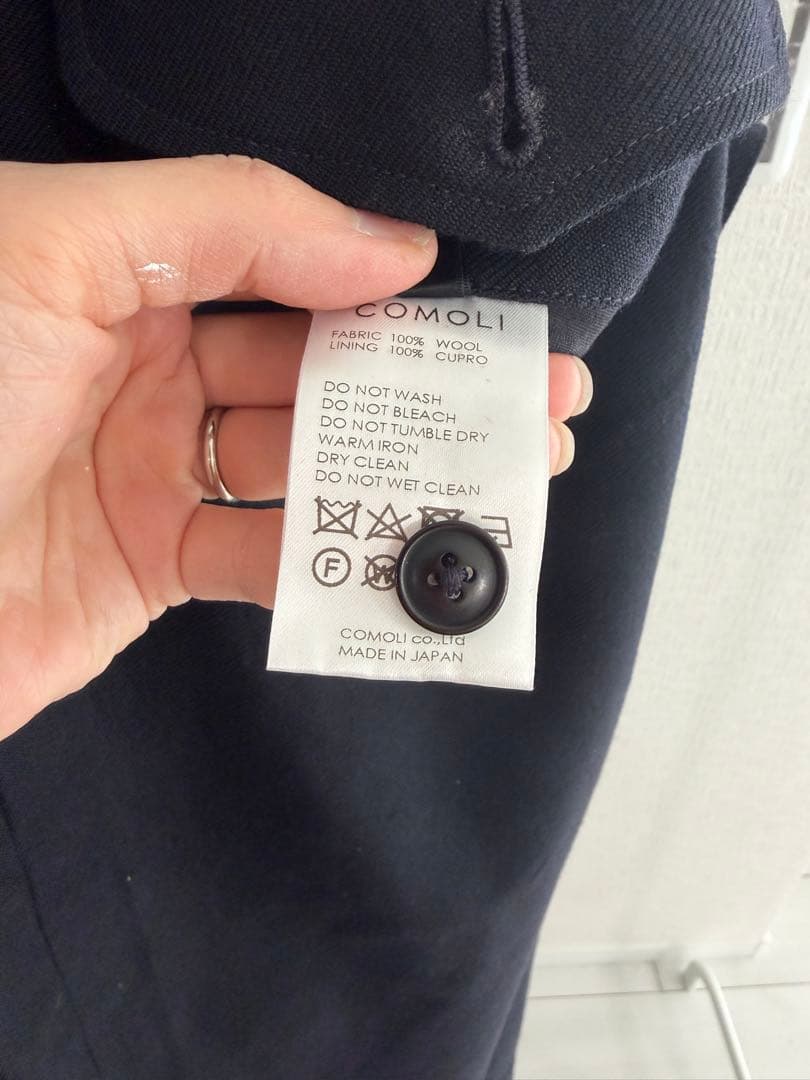 COMOLI
FABRIC 100% WOOL
LINING 100% CUPRO
DO NOT WASH
DO NOT BLEACH
DO NOT TUMBLE DRY
WARM IRON
DRY CLEAN
DO NOT WET CLEAN
F W
COMOLI co.,Ltd
MADE IN JAPAN